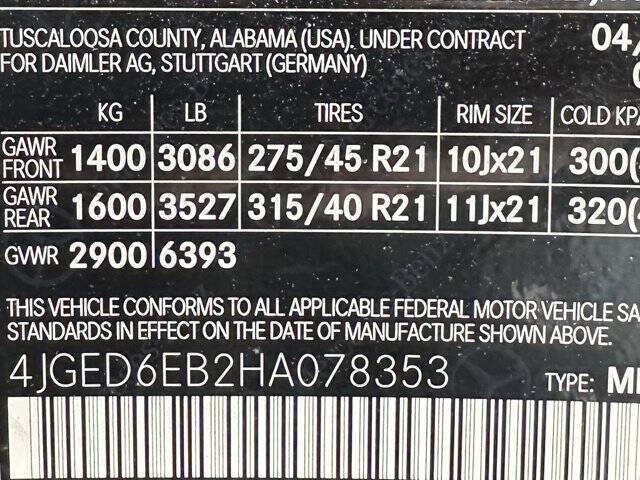 TUSCALOOSA COUNTY, ALABAMA (USA). UNDER CONTRACT 04/
FOR DAIMLER AG, STUTTGART (GERMANY)
KG LB TIRES RIM SIZE COLD KPA
GAWR FRONT 1400 3086 275/45 R21 10Jx21 300(
GAWR REAR 1600 3527 315/40 R21 11Jx21 320(
GVWR 2900 6393
THIS VEHICLE CONFORMS TO ALL APPLICABLE FEDERAL MOTOR VEHICLE SA
STANDARDS IN EFFECT ON THE DATE OF MANUFACTURE SHOWN ABOVE.
4JGED6EB2HA078353 TYPE: